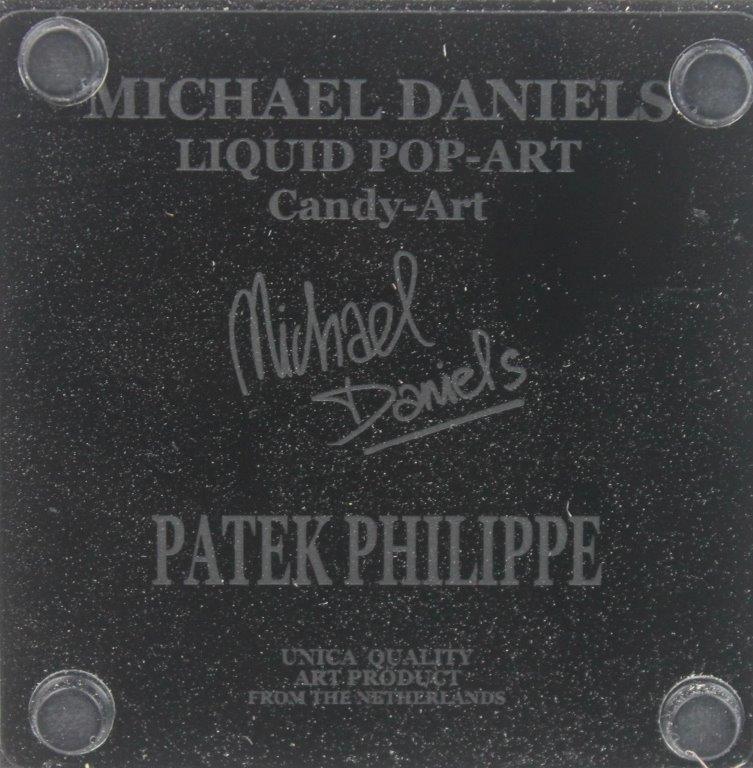 MICHAEL DANIELS
LIQUID POP-ART
Candy-Art
Michael
Daniels
PATEK PHILIPPE
UNICA QUALITY
ART PRODUCT
FROM THE NETHERLANDS